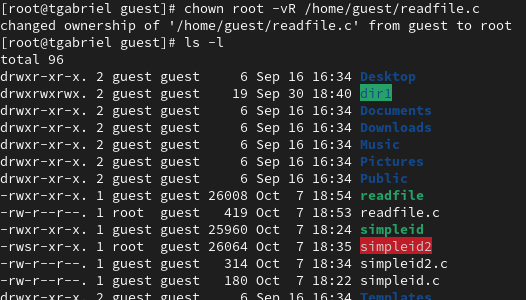 [root@tgabriel guest]# chown root -vR /home/guest/readfile.c
changed ownership of '/home/guest/readfile.c' from guest to root
[root@tgabriel guest]# ls -l
total 96
drwxr-xr-x. 2 guest guest     6 Sep 16 16:34 Desktop
drwxrwxrwx. 2 guest guest    19 Sep 30 18:40 dir1
drwxr-xr-x. 2 guest guest     6 Sep 16 16:34 Documents
drwxr-xr-x. 2 guest guest     6 Sep 16 16:34 Downloads
drwxr-xr-x. 2 guest guest     6 Sep 16 16:34 Music
drwxr-xr-x. 2 guest guest     6 Sep 16 16:34 Pictures
drwxr-xr-x. 2 guest guest     6 Sep 16 16:34 Public
-rwxr-xr-x. 1 guest guest 26008 Oct  7 18:54 readfile
-rw-r--r--. 1 root  guest   419 Oct  7 18:53 readfile.c
-rwxr-xr-x. 1 guest guest 25960 Oct  7 18:24 simpleid
-rwsr-xr-x. 1 root  guest 26064 Oct  7 18:35 simpleid2
-rw-r--r--. 1 guest guest   314 Oct  7 18:34 simpleid2.c
-rw-r--r--. 1 guest guest   180 Oct  7 18:22 simpleid.c
drwxr-xr-x. 2 guest guest     6 Sep 16 16:34 Templates